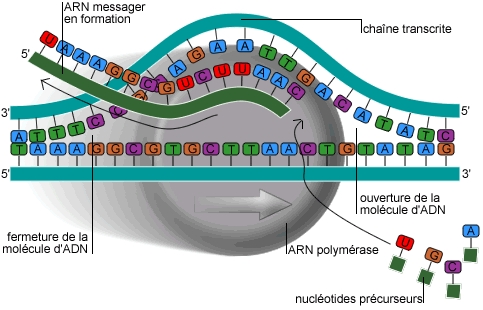 ARN messager
en formation
chaîne transcrite
5'
U A A A G G C
G U C U U A A C
3'
A T T T C C
A G A A T T G A C A T A T C
5'
T A A A G G C G T G C T T A A C T G T A T A G
5'
3'
ouverture de la
molécule d'ADN
fermeture de la
molécule d'ADN
ARN polymérase
U G C A
nucléotides précurseurs